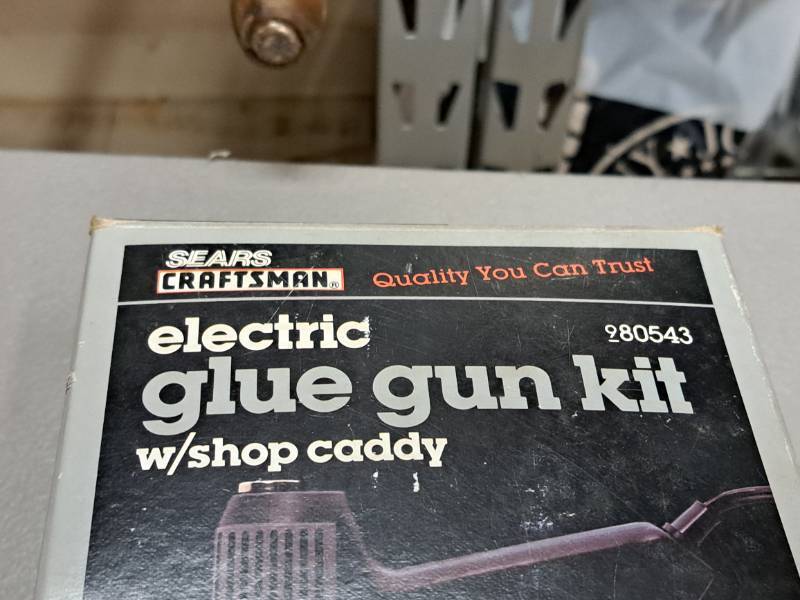 SEARS
CRAFTSMAN®
Quality You Can Trust
electric
980543
glue gun kit
w/shop caddy